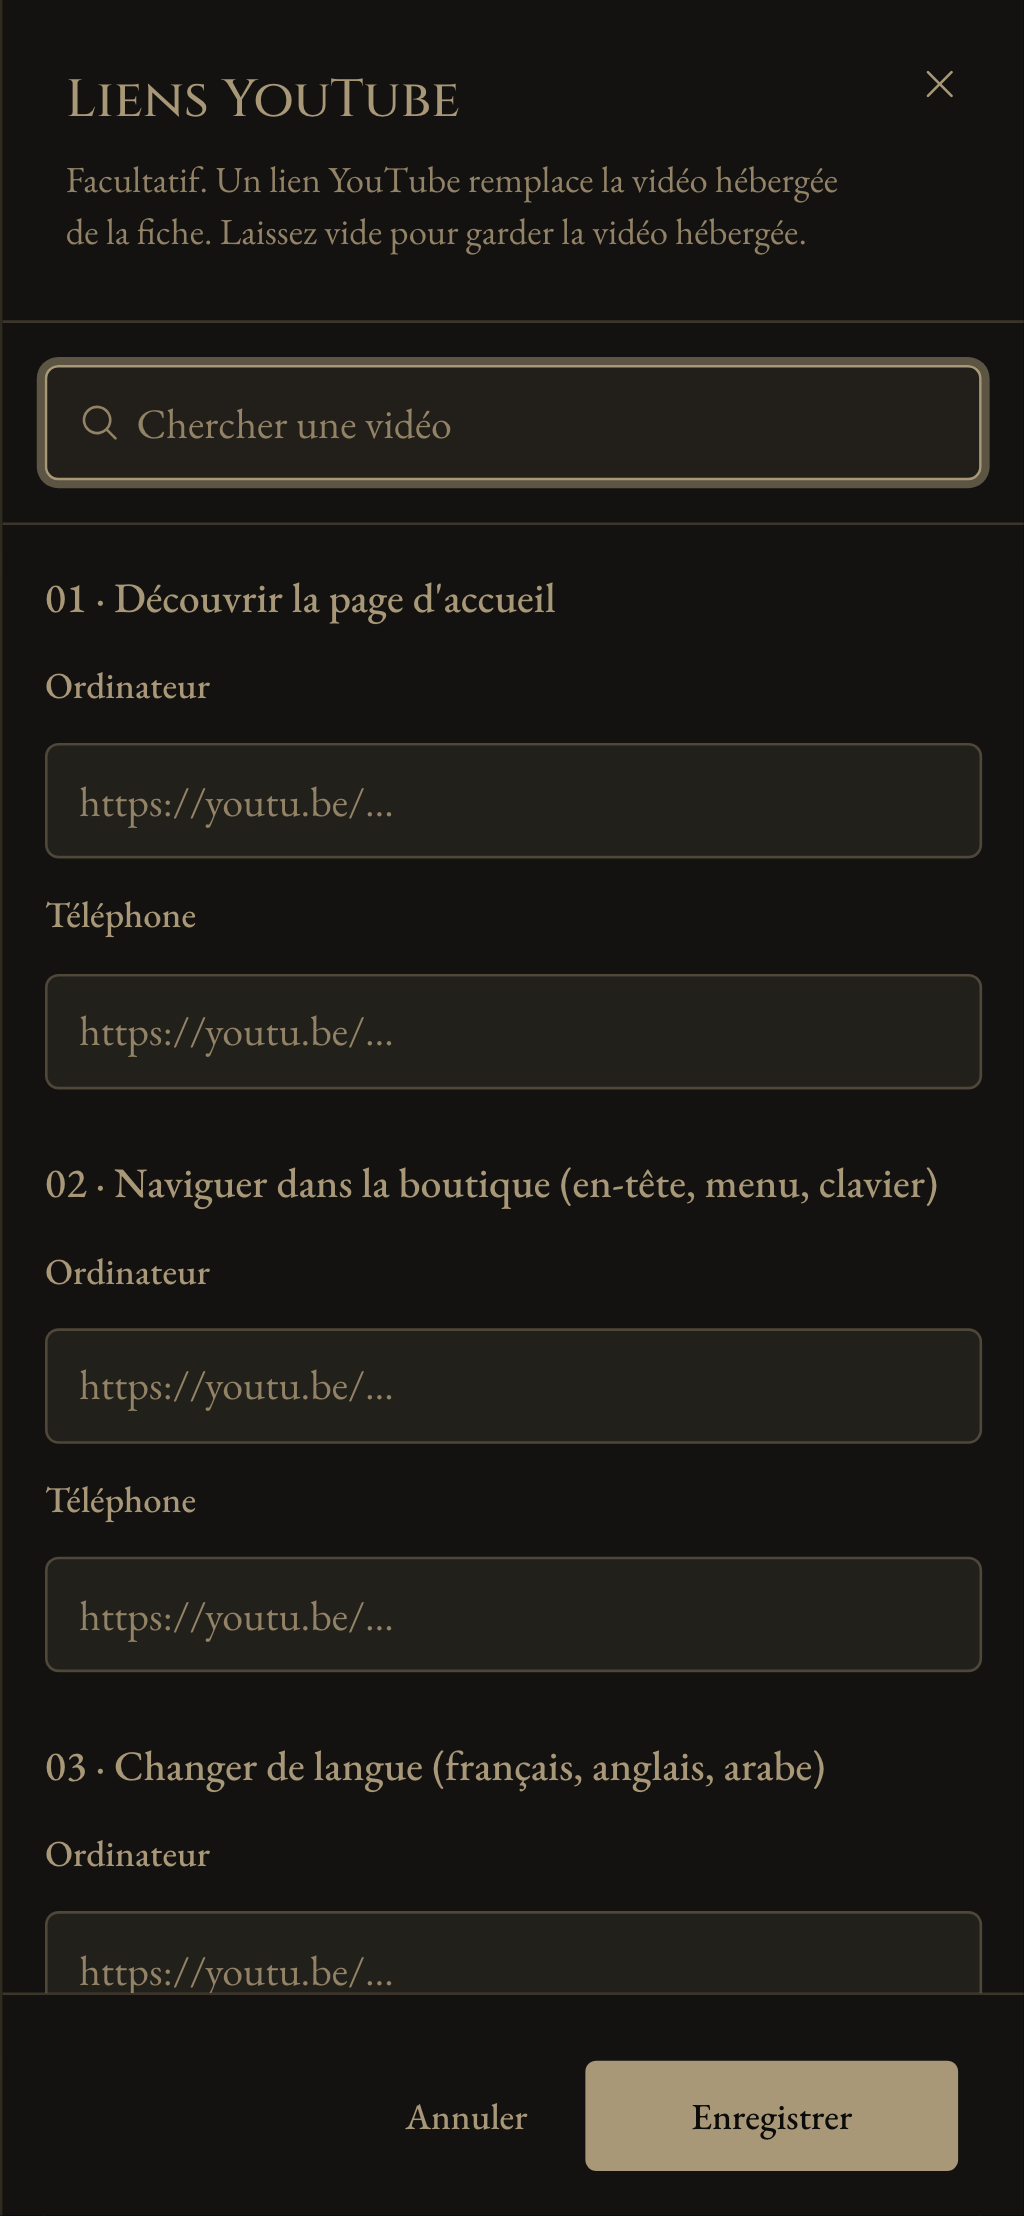 Liens YouTube
Facultatif. Un lien YouTube remplace la vidéo hébergée
de la fiche. Laissez vide pour garder la vidéo hébergée.
Chercher une vidéo
01 · Découvrir la page d'accueil
Ordinateur
https://youtu.be/...
Téléphone
https://youtu.be/...
02 · Naviguer dans la boutique (en-tête, menu, clavier)
Ordinateur
https://youtu.be/...
Téléphone
https://youtu.be/...
03 · Changer de langue (français, anglais, arabe)
Ordinateur
https://youtu.be/...
Annuler
Enregistrer